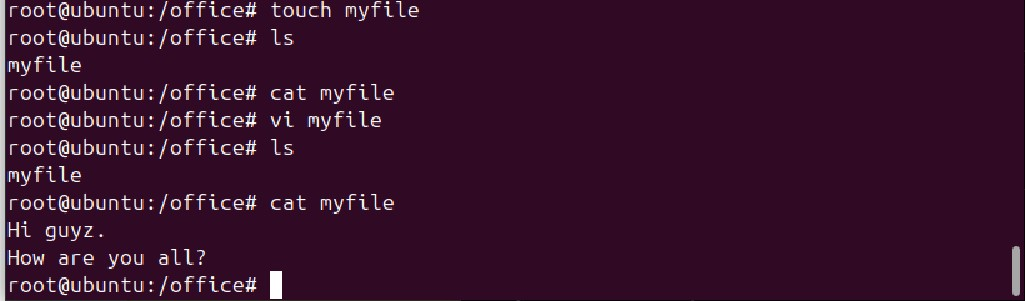 root@ubuntu:/office# touch myfile
root@ubuntu:/office# ls
myfile
root@ubuntu:/office# cat myfile
root@ubuntu:/office# vi myfile
root@ubuntu:/office# ls
myfile
root@ubuntu:/office# cat myfile
Hi guyz.
How are you all?
root@ubuntu:/office#